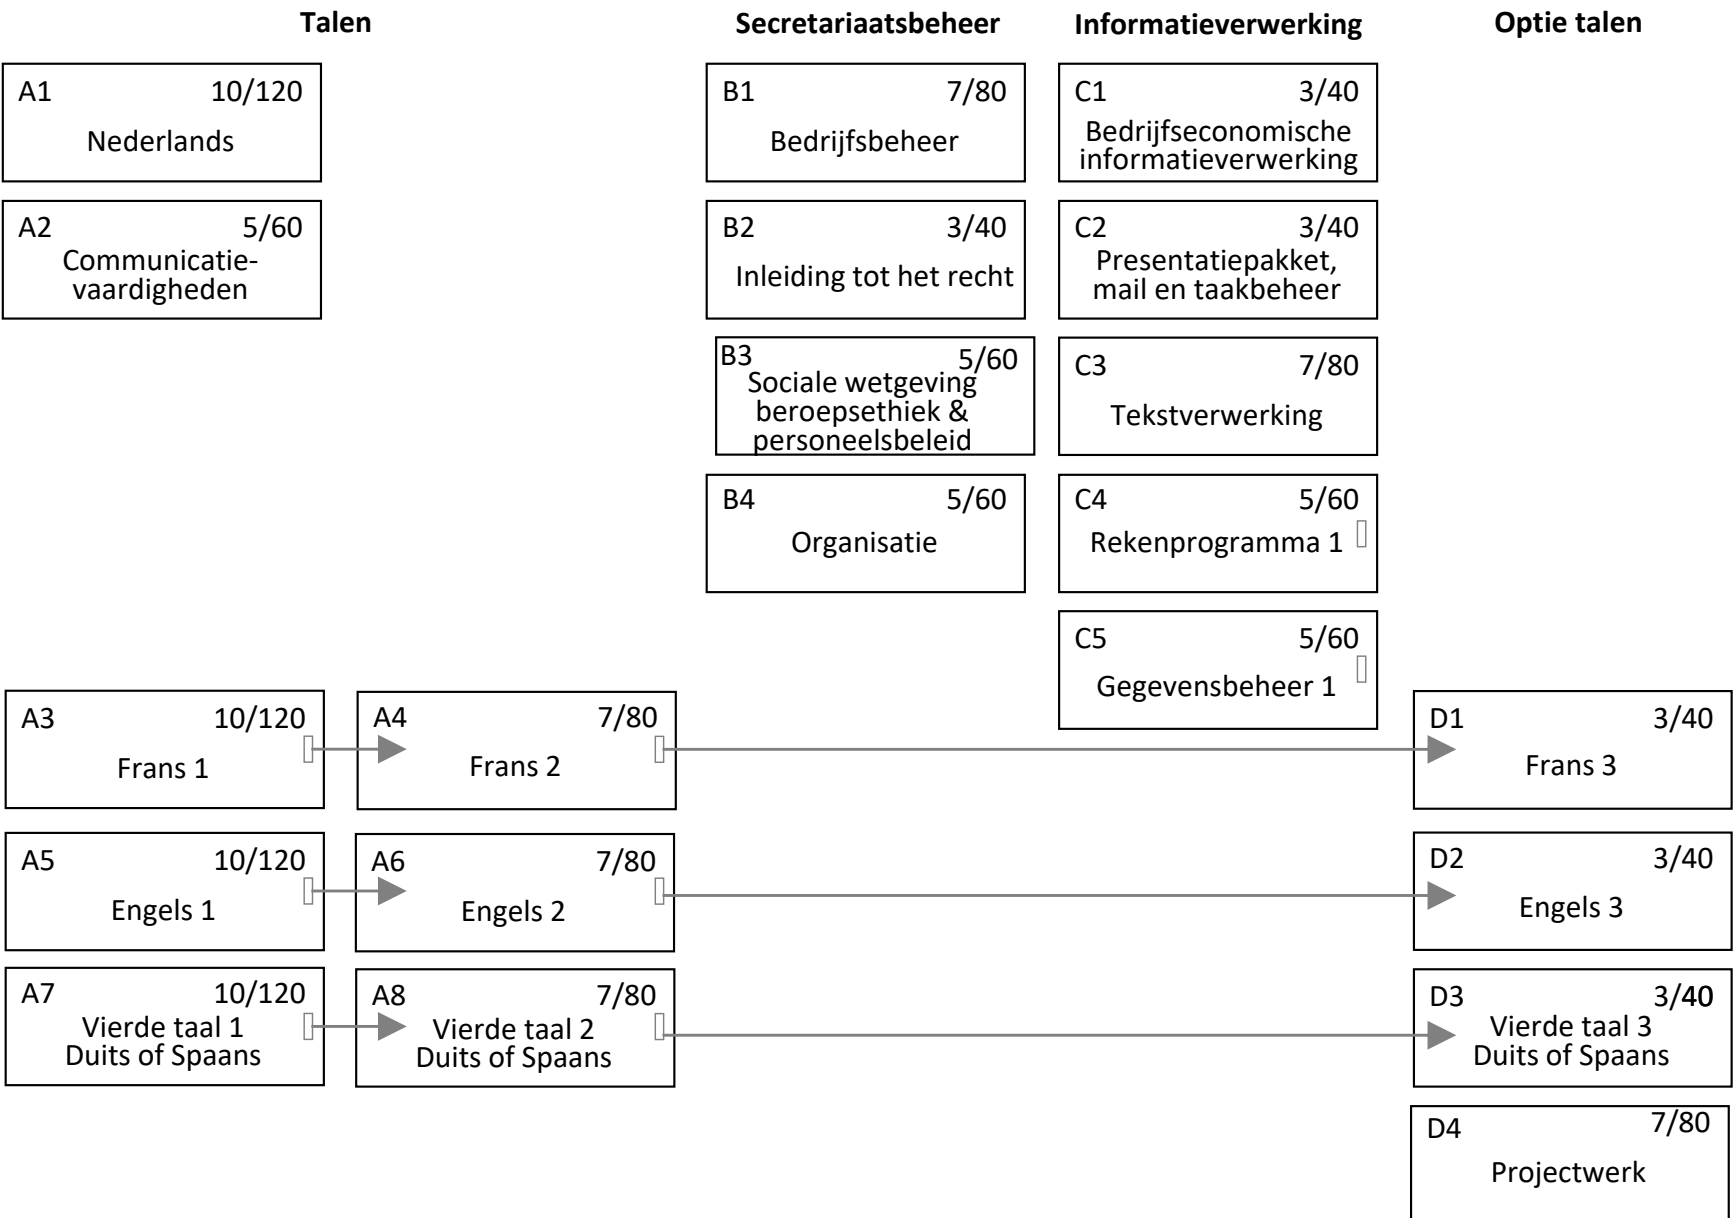 Talen
Secretariaatsbeheer
Informatieverwerking
Optie talen
A1 10/120
Nederlands
B1 7/80
Bedrijfsbeheer
C1 3/40
Bedrijfseconomische
informatieverwerking
A2 5/60
Communicatie-
vaardigheden
B2 3/40
Inleiding tot het recht
C2 3/40
Presentatiepakket,
mail en taakbeheer
B3 5/60
Sociale wetgeving
beroepsethiek &
personeelsbeleid
C3 7/80
Tekstverwerking
B4 5/60
Organisatie
C4 5/60
Rekenprogramma 1
C5 5/60
Gegevensbeheer 1
A3 10/120
Frans 1
A4 7/80
Frans 2
D1 3/40
Frans 3
A5 10/120
Engels 1
A6 7/80
Engels 2
D2 3/40
Engels 3
A7 10/120
Vierde taal 1
Duits of Spaans
A8 7/80
Vierde taal 2
Duits of Spaans
D3 3/40
Vierde taal 3
Duits of Spaans
D4 7/80
Projectwerk